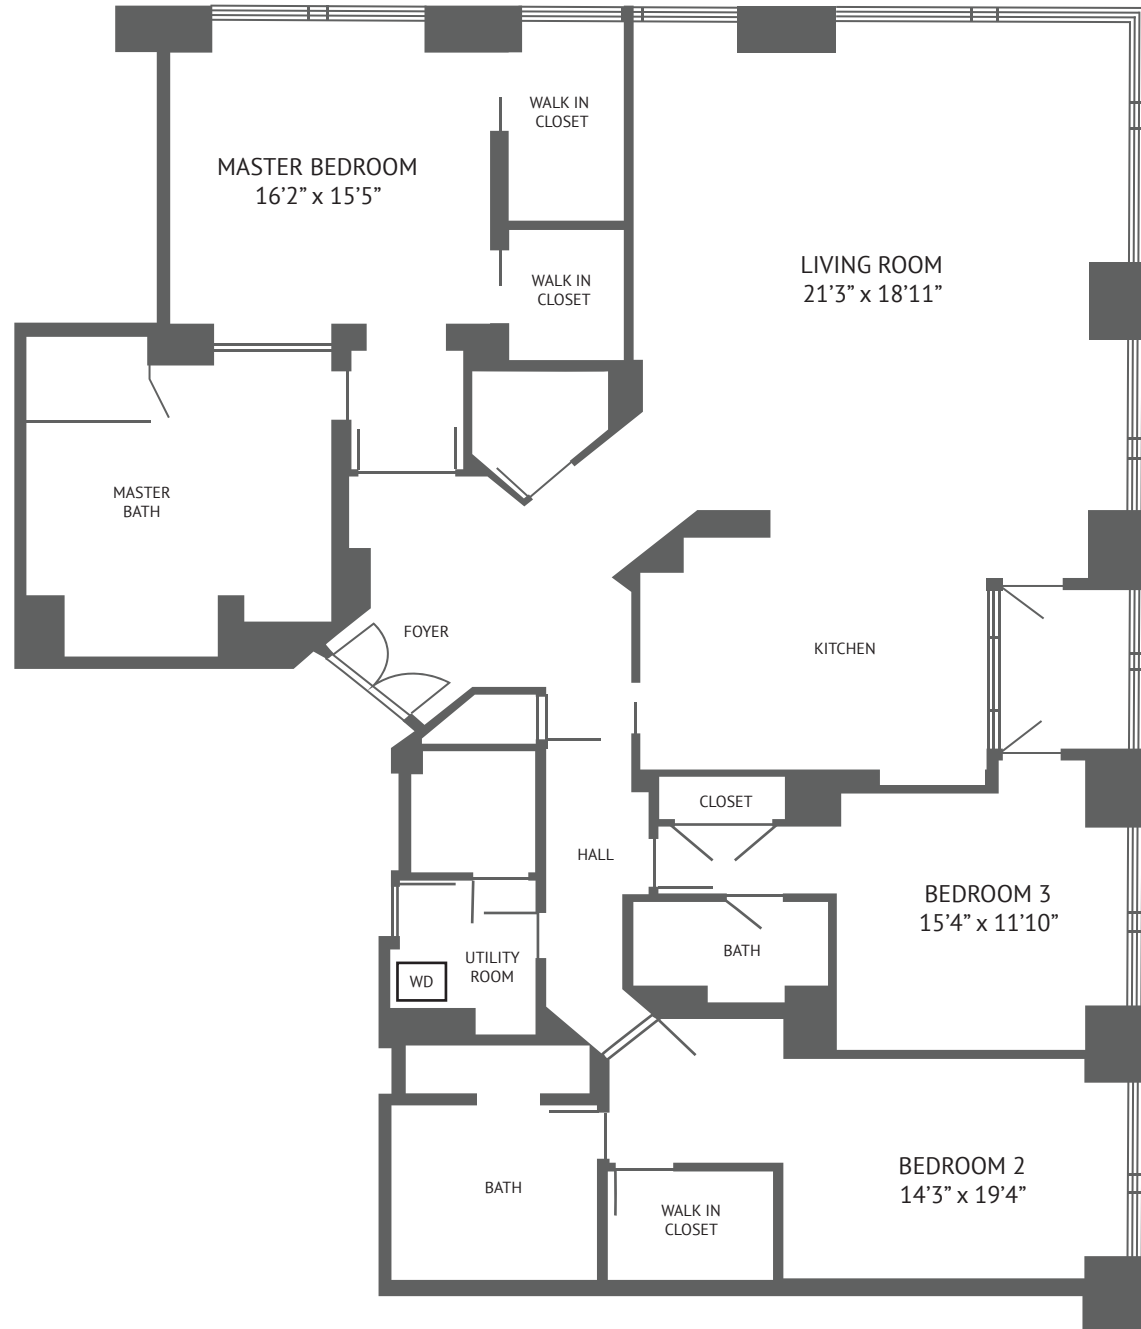 WALK IN
CLOSET
MASTER BEDROOM
16’2” x 15’5”
LIVING ROOM
21’3” x 18’11”
WALK IN
CLOSET
MASTER
BATH
FOYER
KITCHEN
CLOSET
HALL
BEDROOM 3
15’4” x 11’10”
BATH
UTILITY
ROOM
WD
BEDROOM 2
14’3” x 19’4”
BATH
WALK IN
CLOSET